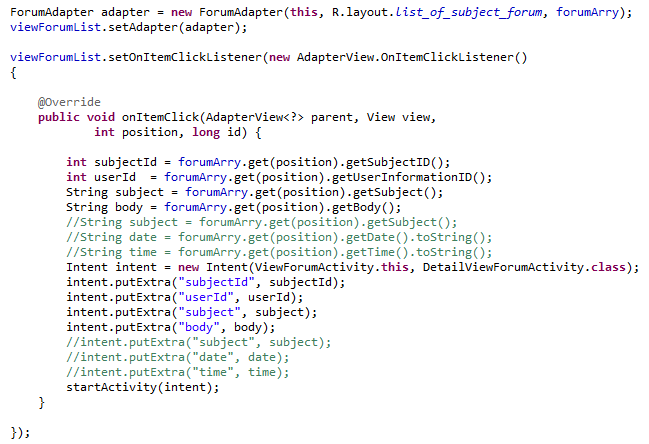 ForumAdapter adapter = new ForumAdapter(this, R.layout.list_of_subject_forum, forumArry);
viewForumList.setAdapter(adapter);

viewForumList.setOnItemClickListener(new AdapterView.OnItemClickListener()
{

    @Override
    public void onItemClick(AdapterView<?> parent, View view,
            int position, long id) {

        int subjectId = forumArry.get(position).getSubjectID();
        int userId  = forumArry.get(position).getUserInformationID();
        String subject = forumArry.get(position).getSubject();
        String body = forumArry.get(position).getBody();
        //String subject = forumArry.get(position).getSubject();
        //String date = forumArry.get(position).getDate().toString();
        //String time = forumArry.get(position).getTime().toString();
        Intent intent = new Intent(ViewForumActivity.this, DetailViewForumActivity.class);
        intent.putExtra("subjectId", subjectId);
        intent.putExtra("userId", userId);
        intent.putExtra("subject", subject);
        intent.putExtra("body", body);
        //intent.putExtra("subject", subject);
        //intent.putExtra("date", date);
        //intent.putExtra("time", time);
        startActivity(intent);
    }

});